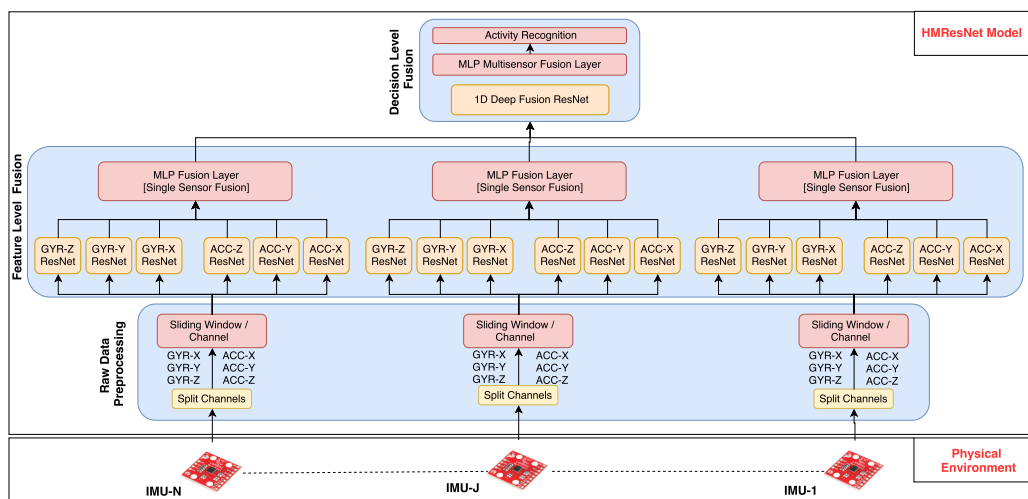 HMResNet Model
Decision Level
Fusion
Activity Recognition
MLP Multisensor Fusion Layer
1D Deep Fusion ResNet
Feature Level Fusion
MLP Fusion Layer
[Single Sensor Fusion]
MLP Fusion Layer
[Single Sensor Fusion]
MLP Fusion Layer
[Single Sensor Fusion]
GYR-Z
ResNet
GYR-Y
ResNet
GYR-X
ResNet
ACC-Z
ResNet
ACC-Y
ResNet
ACC-X
ResNet
GYR-Z
ResNet
GYR-Y
ResNet
GYR-X
ResNet
ACC-Z
ResNet
ACC-Y
ResNet
ACC-X
ResNet
GYR-Z
ResNet
GYR-Y
ResNet
GYR-X
ResNet
ACC-Z
ResNet
ACC-Y
ResNet
ACC-X
ResNet
Raw Data
Preprocessing
Sliding Window /
Channel
GYR-X
GYR-Y
GYR-Z
ACC-X
ACC-Y
ACC-Z
Split Channels
Sliding Window /
Channel
GYR-X
GYR-Y
GYR-Z
ACC-X
ACC-Y
ACC-Z
Split Channels
Sliding Window /
Channel
GYR-X
GYR-Y
GYR-Z
ACC-X
ACC-Y
ACC-Z
Split Channels
Physical
Environment
IMU-N
IMU-J
IMU-1